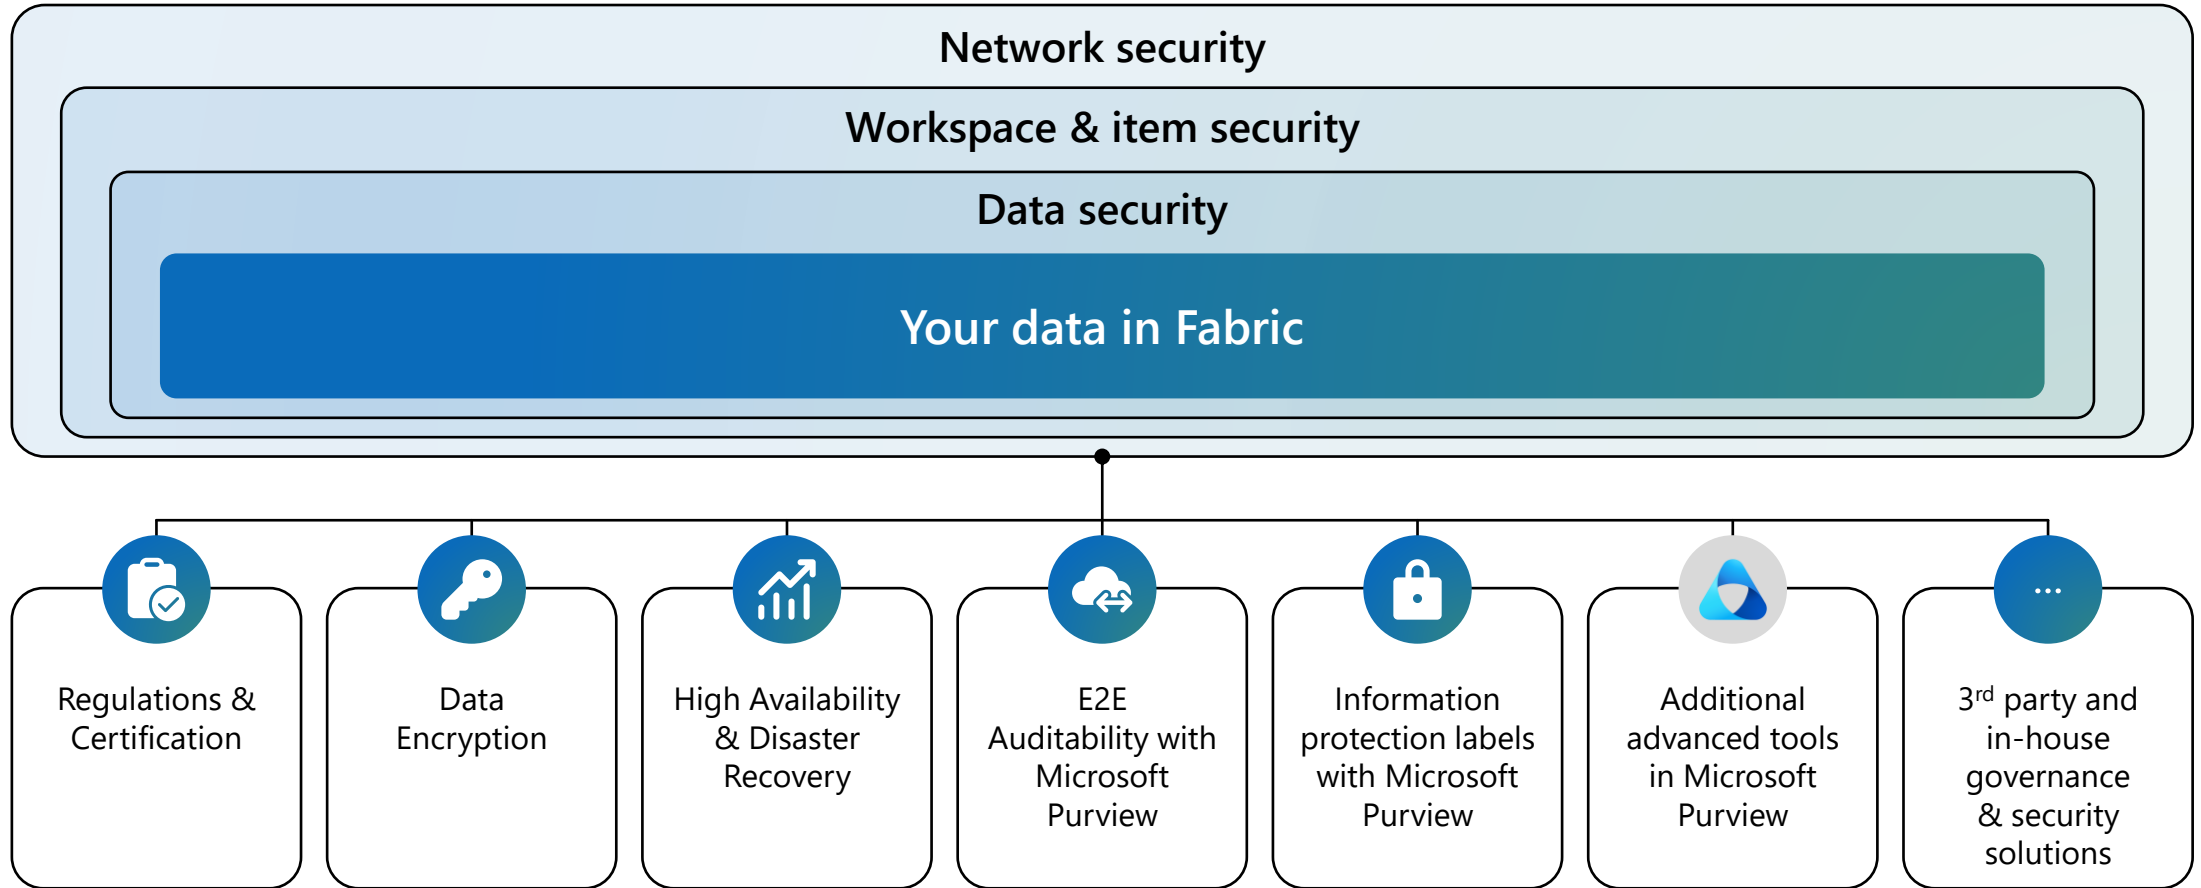 Network security
Workspace & item security
Data security
Your data in Fabric
Regulations &
Certification
Data
Encryption
High Availability
& Disaster
Recovery
E2E
Auditability with
Microsoft
Purview
Information
protection labels
with Microsoft
Purview
Additional
advanced tools
in Microsoft
Purview
...
3rd party and
in-house
governance
& security
solutions